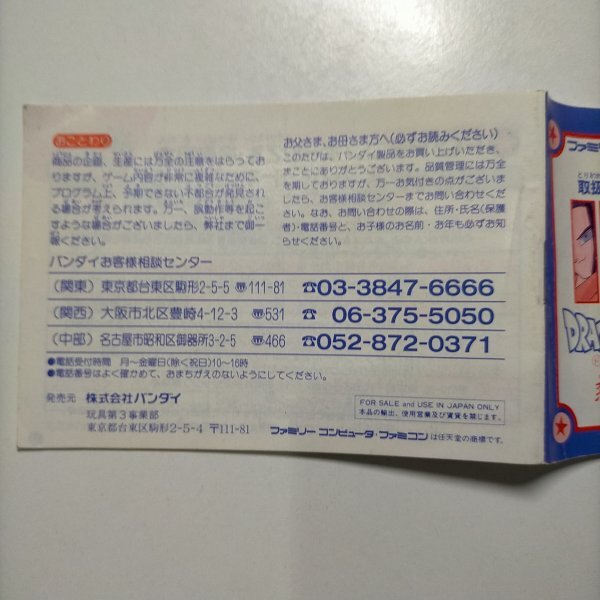 おことわり
商品の企画、生産には万全の注意をはらってお
りますが、ゲーム内容が非常に複雑なために、
プログラム上、予期できない不都合が発見され
る場合が考えられます。万一、誤動作等を起こ
すような場合がございましたら、弊社まで御一
報ください。
お父さま、お母さま方へ(必ずお読みください)
このたびは、バンダイ製品をお買い上げいただき、
まことにありがとうございます。品質管理には万全
を期しておりますが、万一お気付きの点がございま
したら、お客様相談センターまでお問い合わせくだ
さい。なお、お問い合わせの際は、住所・氏名(保護
者)・電話番号と、お子様のお名前・お年も必ずお知
らせください。
バンダイお客様相談センター
(関東) 東京都台東区駒形2-5-5 〒111-81 ☎03-3847-6666
(関西) 大阪市北区豊崎4-12-3 〒531 ☎06-375-5050
(中部) 名古屋市昭和区御器所3-2-5 〒466 ☎052-872-0371
●電話受付時間 月〜金曜日(除く祝日)10〜16時
●電話番号はよく確かめて、おまちがえのないようにしてください。
発売元 株式会社バンダイ
玩具第3事業部
東京都台東区駒形2-5-4 〒111-81
FOR SALE and USE IN JAPAN ONLY
本品の輸出、使用営業及び賃貸を禁じます。
ファミリーコンピュータ・ファミコンは任天堂の商標です。
ファミ
取扱
DRAG